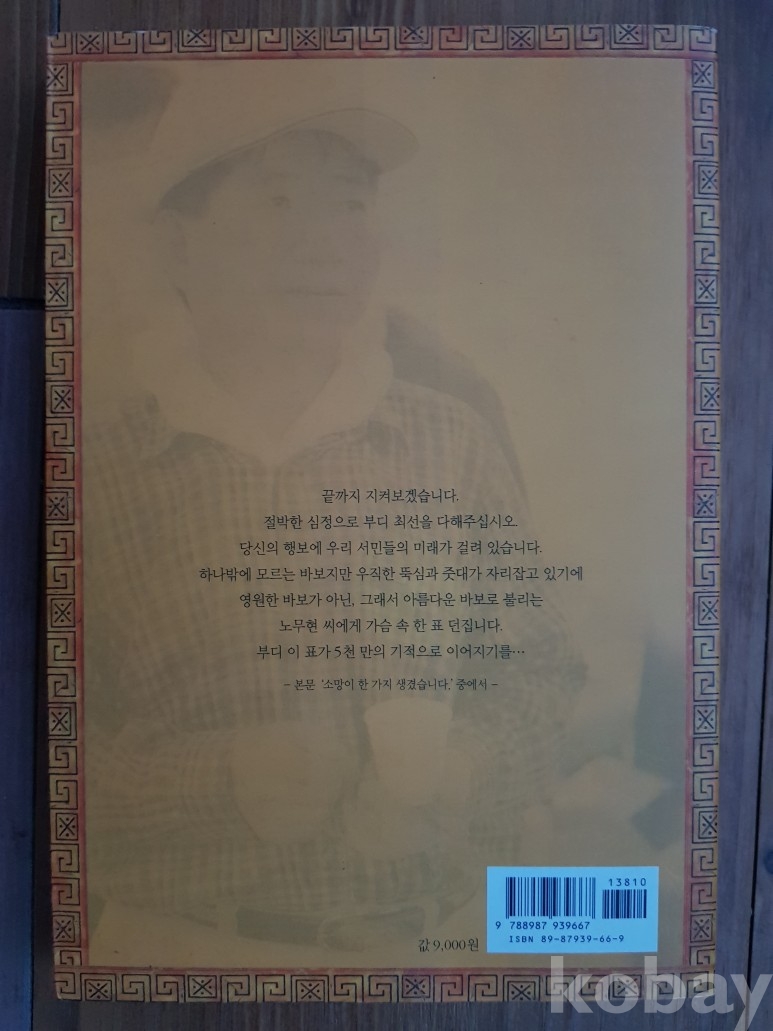 끝까지 지켜보겠습니다.
절박한 심정으로 부디 최선을 다해주십시오.
당신의 행보에 우리 서민들의 미래가 걸려 있습니다.
하나밖에 모르는 바보지만 우직한 뚝심과 줏대가 자리잡고 있기에
영원한 바보가 아닌, 그래서 아름다운 바보로 불리는
노무현 씨에게 가슴 속 한 표 던집니다.
부디 이 표가 5천 만의 기적으로 이어지기를…
– 본문 '소망이 한 가지 생겼습니다.' 중에서 –
13810
9 788987 939667
ISBN 89-87939-66-9
값 9,000원
kobay